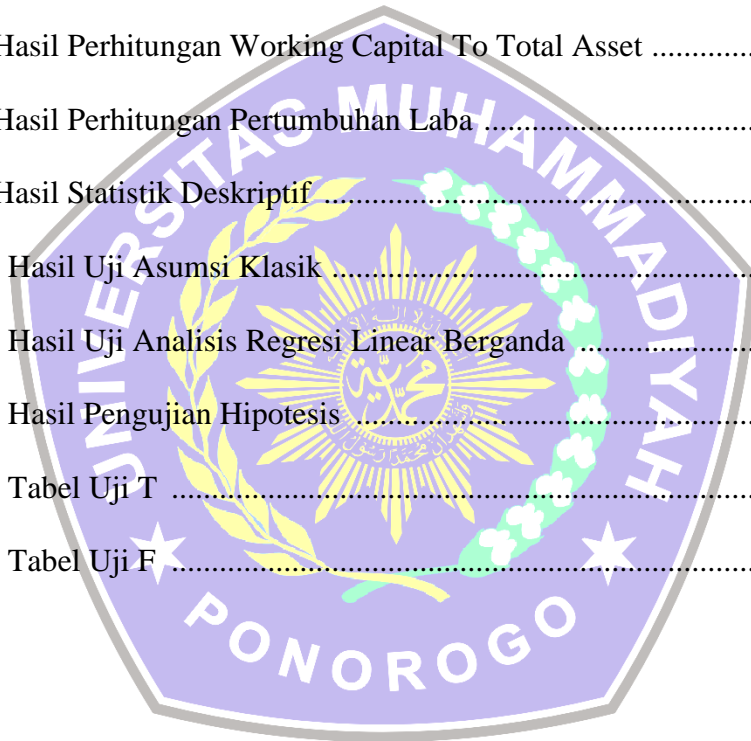 Hasil Perhitungan Working Capital To Total Asset ............
Hasil Perhitungan Pertumbuhan Laba ..................................
Hasil Statistik Deskriptif ......................................................
Hasil Uji Asumsi Klasik .....................................................
Hasil Uji Analisis Regresi Linear Berganda ......................
Hasil Pengujian Hipotesis ..................................................
Tabel Uji T .........................................................................
Tabel Uji F .........................................................................
UNIVERSITAS MUHAMMADIYAH
PONOROGO